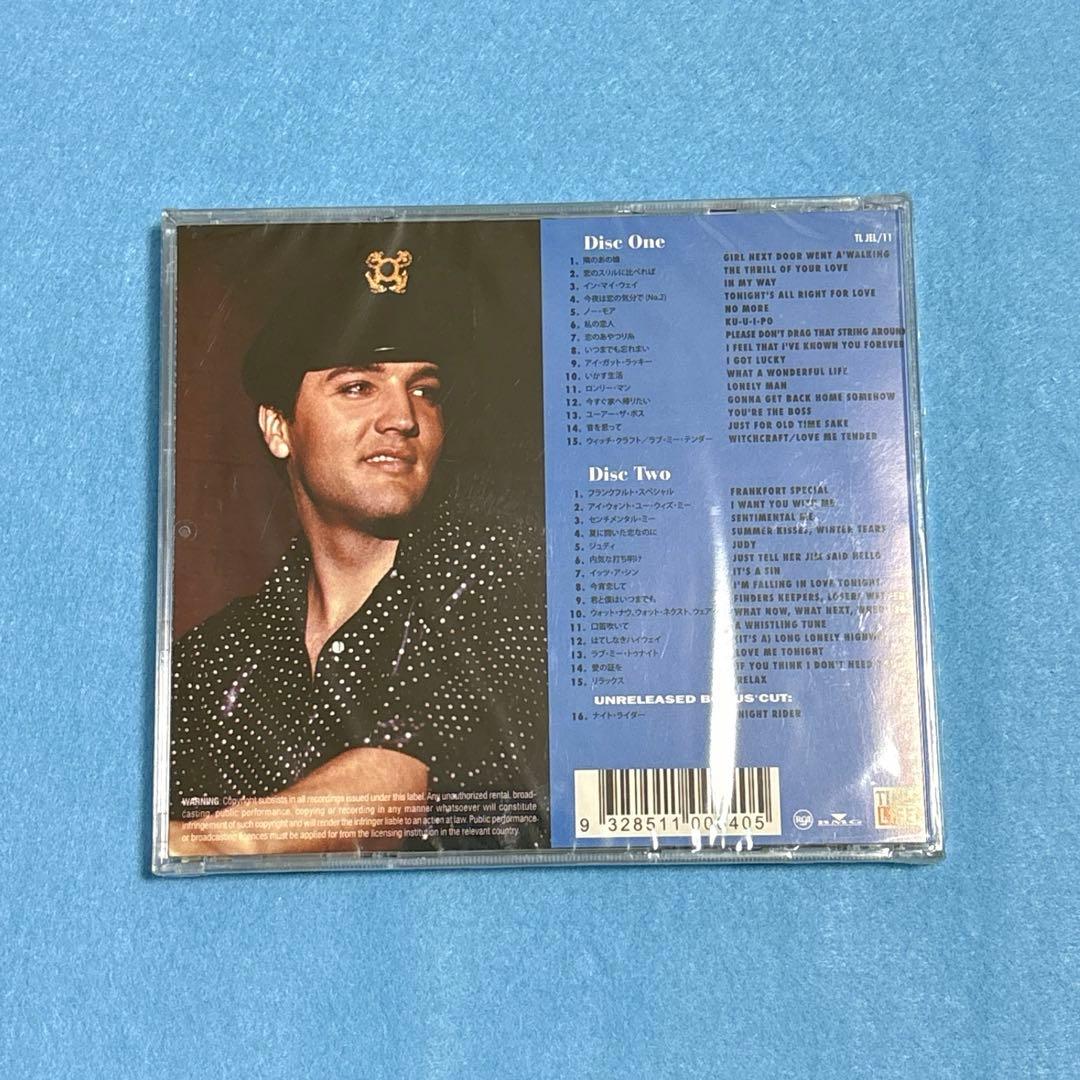 TL JEL/11
Disc One
1. 隣のあの娘 GIRL NEXT DOOR WENT A'WALKING
2. 恋のスリルに比べれば THE THRILL OF YOUR LOVE
3. イン・マイ・ウェイ IN MY WAY
4. 今夜は恋の気分で (No.2) TONIGHT'S ALL RIGHT FOR LOVE
5. ノー・モア NO MORE
6. 私の恋人 KU-U-I-PO
7. 恋のあやつり糸 PLEASE DON'T DRAG THAT STRING AROUND
8. いつまでも忘れまい I FEEL THAT I'VE KNOWN YOU FOREVER
9. アイ・ガット・ラッキー I GOT LUCKY
10. いかす生活 WHAT A WONDERFUL LIFE
11. ロンリー・マン LONELY MAN
12. 今すぐ家へ帰りたい GONNA GET BACK HOME SOMEHOW
13. ユーアー・ザ・ボス YOU'RE THE BOSS
14. 昔を思って JUST FOR OLD TIME SAKE
15. ウィッチ・クラフト/ラブ・ミー・テンダー WITCHCRAFT/LOVE ME TENDER
Disc Two
1. フランクフルト・スペシャル FRANKFORT SPECIAL
2. アイ・ウォント・ユー・ウィズ・ミー I WANT YOU WITH ME
3. センチメンタル・ミー SENTIMENTAL ME
4. 夏に開いた恋なのに SUMMER KISSES, WINTER TEARS
5. ジュディ JUDY
6. 内気な打ち明け JUST TELL HER JIM SAID HELLO
7. イッツ・ア・シン IT'S A SIN
8. 今宵恋して I'M FALLING IN LOVE TONIGHT
9. 君と僕はいつまでも FINDERS KEEPERS, LOSERS
10. ウォット・ナウ、ウォット・ネクスト、ウェア WHAT NOW, WHAT NEXT,
11. 口笛吹いて A WHISTLING TUNE
12. はてしなきハイウェイ (IT'S A) LONG LONELY
13. ラブ・ミー・トゥナイト LOVE ME TONIGHT
14. 愛の証を IF YOU THINK I DON'T NEED
15. リラックス RELAX
UNRELEASED BONUS CUT:
16. ナイト・ライダー NIGHT RIDER
WARNING: Copyright subsists in all recordings issued under this label. Any unauthorized rental, broad-
casting, public performance, copying or recording in any manner whatsoever will constitute
infringement of such copyright and will render the infringer liable to an action at law. Public performance
or broadcasting licences must be applied for from the licensing institution in the relevant country.
9 328511 00 405
RCA
BMG
TIME LIFE